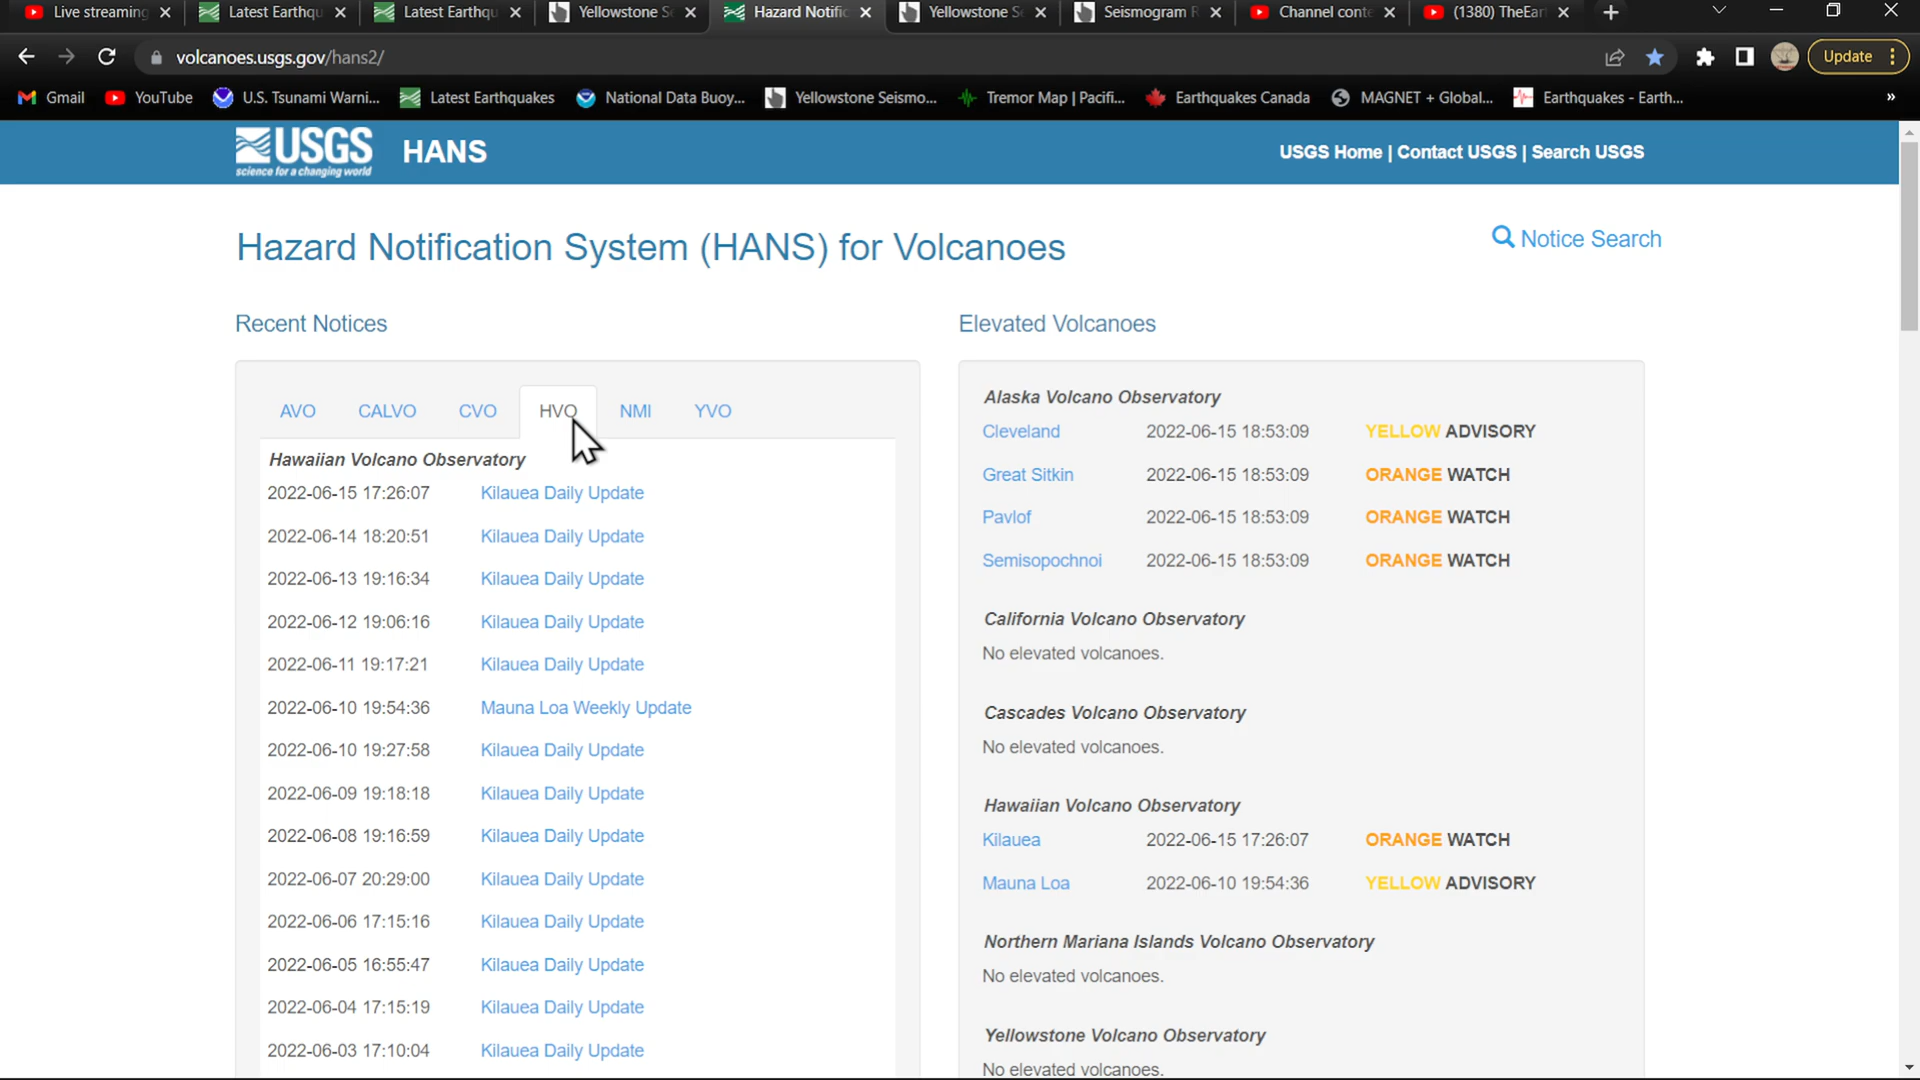 Live streaming Latest Earthqu Latest Earthqu Yellowstone S Hazard Notific Yellowstone S Seismogram R Channel conte (1380) TheEar
volcanoes.usgs.gov/hans2/ Update
Gmail YouTube U.S. Tsunami Warni... Latest Earthquakes National Data Buoy... Yellowstone Seismo... Tremor Map | Pacifi... Earthquakes Canada MAGNET + Global... Earthquakes - Earth... »
USGS HANS USGS Home | Contact USGS | Search USGS
science for a changing world
Hazard Notification System (HANS) for Volcanoes Notice Search
Recent Notices
AVO CALVO CVO HVO NMI YVO
Hawaiian Volcano Observatory
2022-06-15 17:26:07 Kilauea Daily Update
2022-06-14 18:20:51 Kilauea Daily Update
2022-06-13 19:16:34 Kilauea Daily Update
2022-06-12 19:06:16 Kilauea Daily Update
2022-06-11 19:17:21 Kilauea Daily Update
2022-06-10 19:54:36 Mauna Loa Weekly Update
2022-06-10 19:27:58 Kilauea Daily Update
2022-06-09 19:18:18 Kilauea Daily Update
2022-06-08 19:16:59 Kilauea Daily Update
2022-06-07 20:29:00 Kilauea Daily Update
2022-06-06 17:15:16 Kilauea Daily Update
2022-06-05 16:55:47 Kilauea Daily Update
2022-06-04 17:15:19 Kilauea Daily Update
2022-06-03 17:10:04 Kilauea Daily Update
Elevated Volcanoes
Alaska Volcano Observatory
Cleveland 2022-06-15 18:53:09 YELLOW ADVISORY
Great Sitkin 2022-06-15 18:53:09 ORANGE WATCH
Pavlof 2022-06-15 18:53:09 ORANGE WATCH
Semisopochnoi 2022-06-15 18:53:09 ORANGE WATCH
California Volcano Observatory
No elevated volcanoes.
Cascades Volcano Observatory
No elevated volcanoes.
Hawaiian Volcano Observatory
Kilauea 2022-06-15 17:26:07 ORANGE WATCH
Mauna Loa 2022-06-10 19:54:36 YELLOW ADVISORY
Northern Mariana Islands Volcano Observatory
No elevated volcanoes.
Yellowstone Volcano Observatory
No elevated volcanoes.